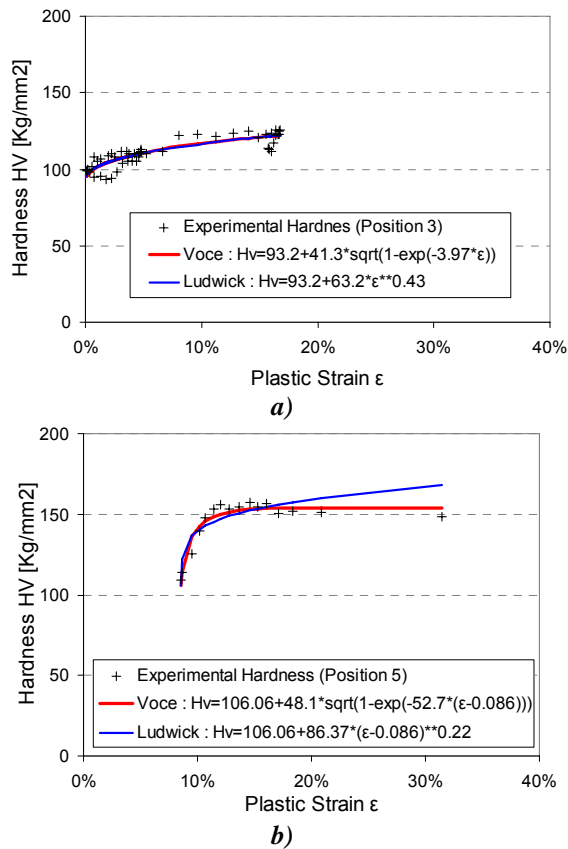 200
150
100
50
0
Hardness HV [Kg/mm2]
Experimental Hardnes (Position 3)
Voce : Hv=93.2+41.3*sqrt(1-exp(-3.97*ε))
Ludwick : Hv=93.2+63.2*ε**0.43
0% 10% 20% 30% 40%
Plastic Strain ε
a)
200
150
100
50
0
Hardness HV [Kg/mm2]
Experimental Hardness (Position 5)
Voce : Hv=106.06+48.1*sqrt(1-exp(-52.7*(ε-0.086)))
Ludwick : Hv=106.06+86.37*(ε-0.086)**0.22
0% 10% 20% 30% 40%
Plastic Strain ε
b)